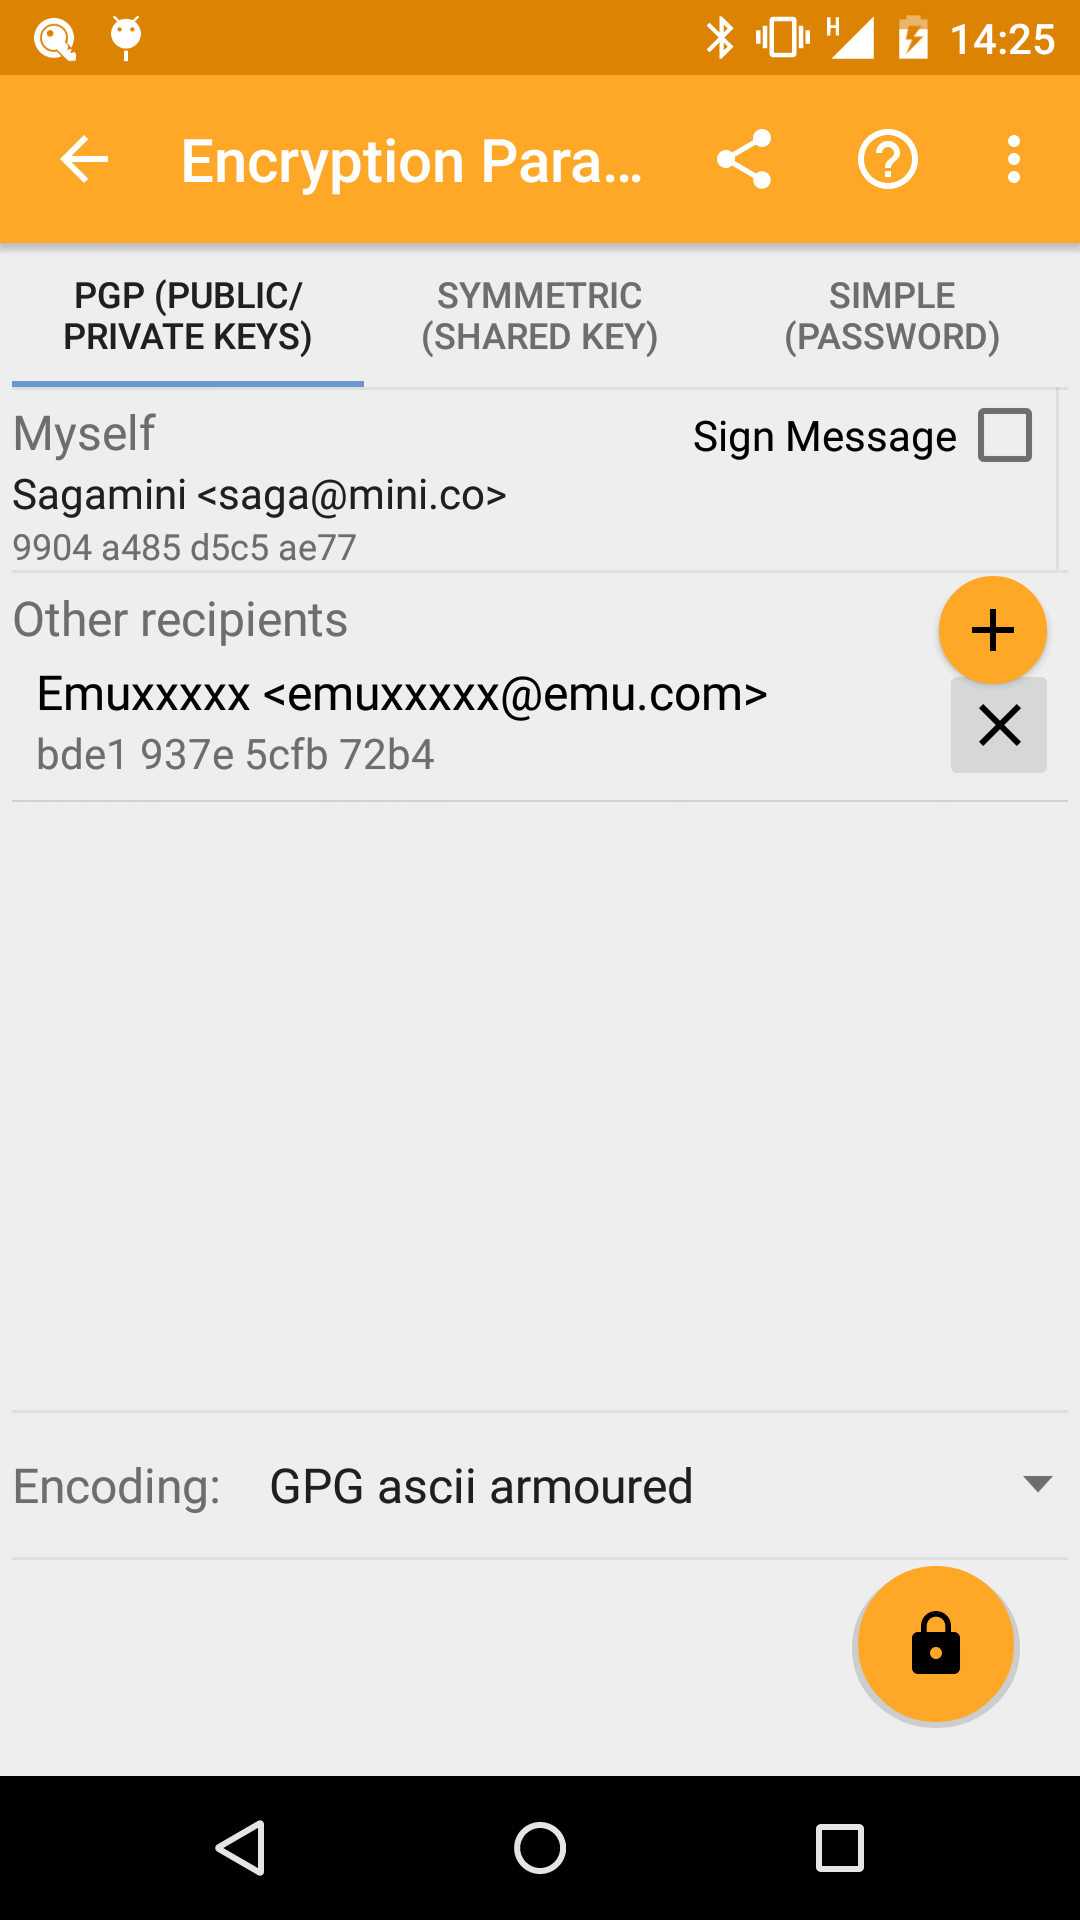 H 14:25
Encryption Para...
PGP (PUBLIC/
PRIVATE KEYS)
SYMMETRIC
(SHARED KEY)
SIMPLE
(PASSWORD)
Myself
Sign Message
Sagamini <saga@mini.co>
9904 a485 d5c5 ae77
Other recipients
Emuxxxxx <emuxxxxx@emu.com>
bde1 937e 5cfb 72b4
Encoding: GPG ascii armoured